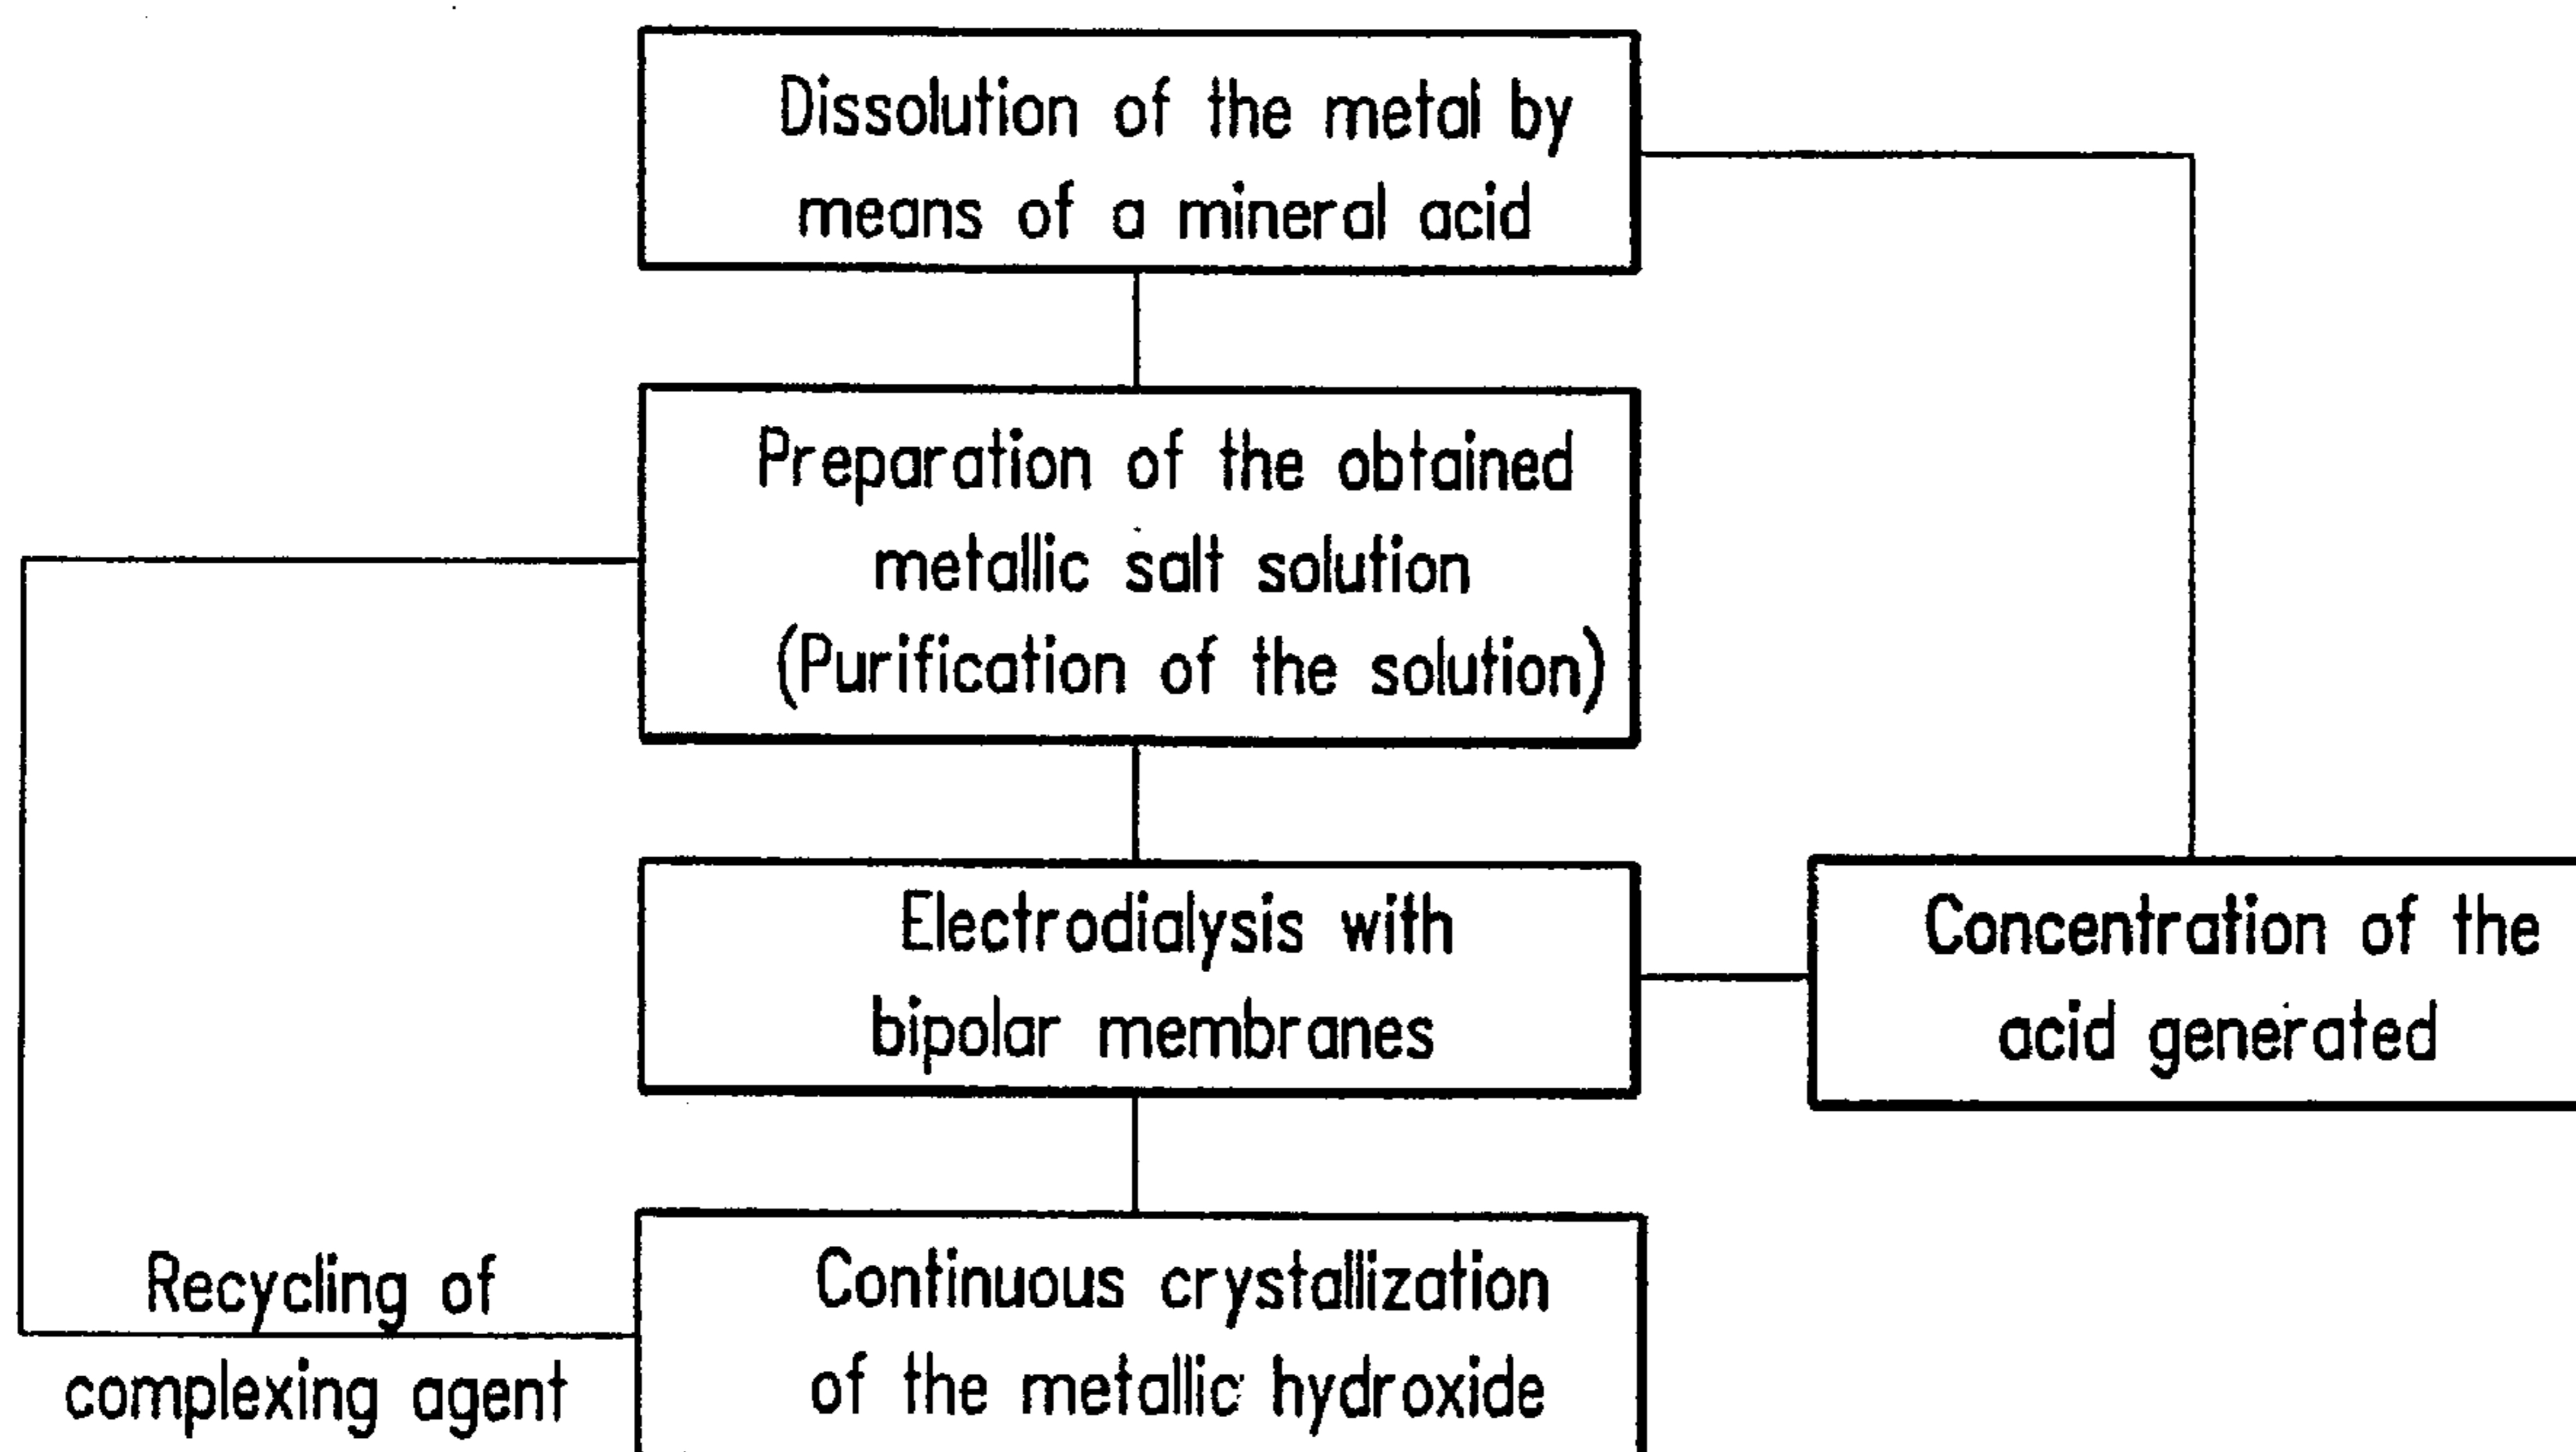 Dissolution of the metal by
means of a mineral acid
Preparation of the obtained
metallic salt solution
(Purification of the solution)
Electrodialysis with
bipolar membranes
Concentration of the
acid generated
Continuous crystallization
of the metallic hydroxide
Recycling of
complexing agent